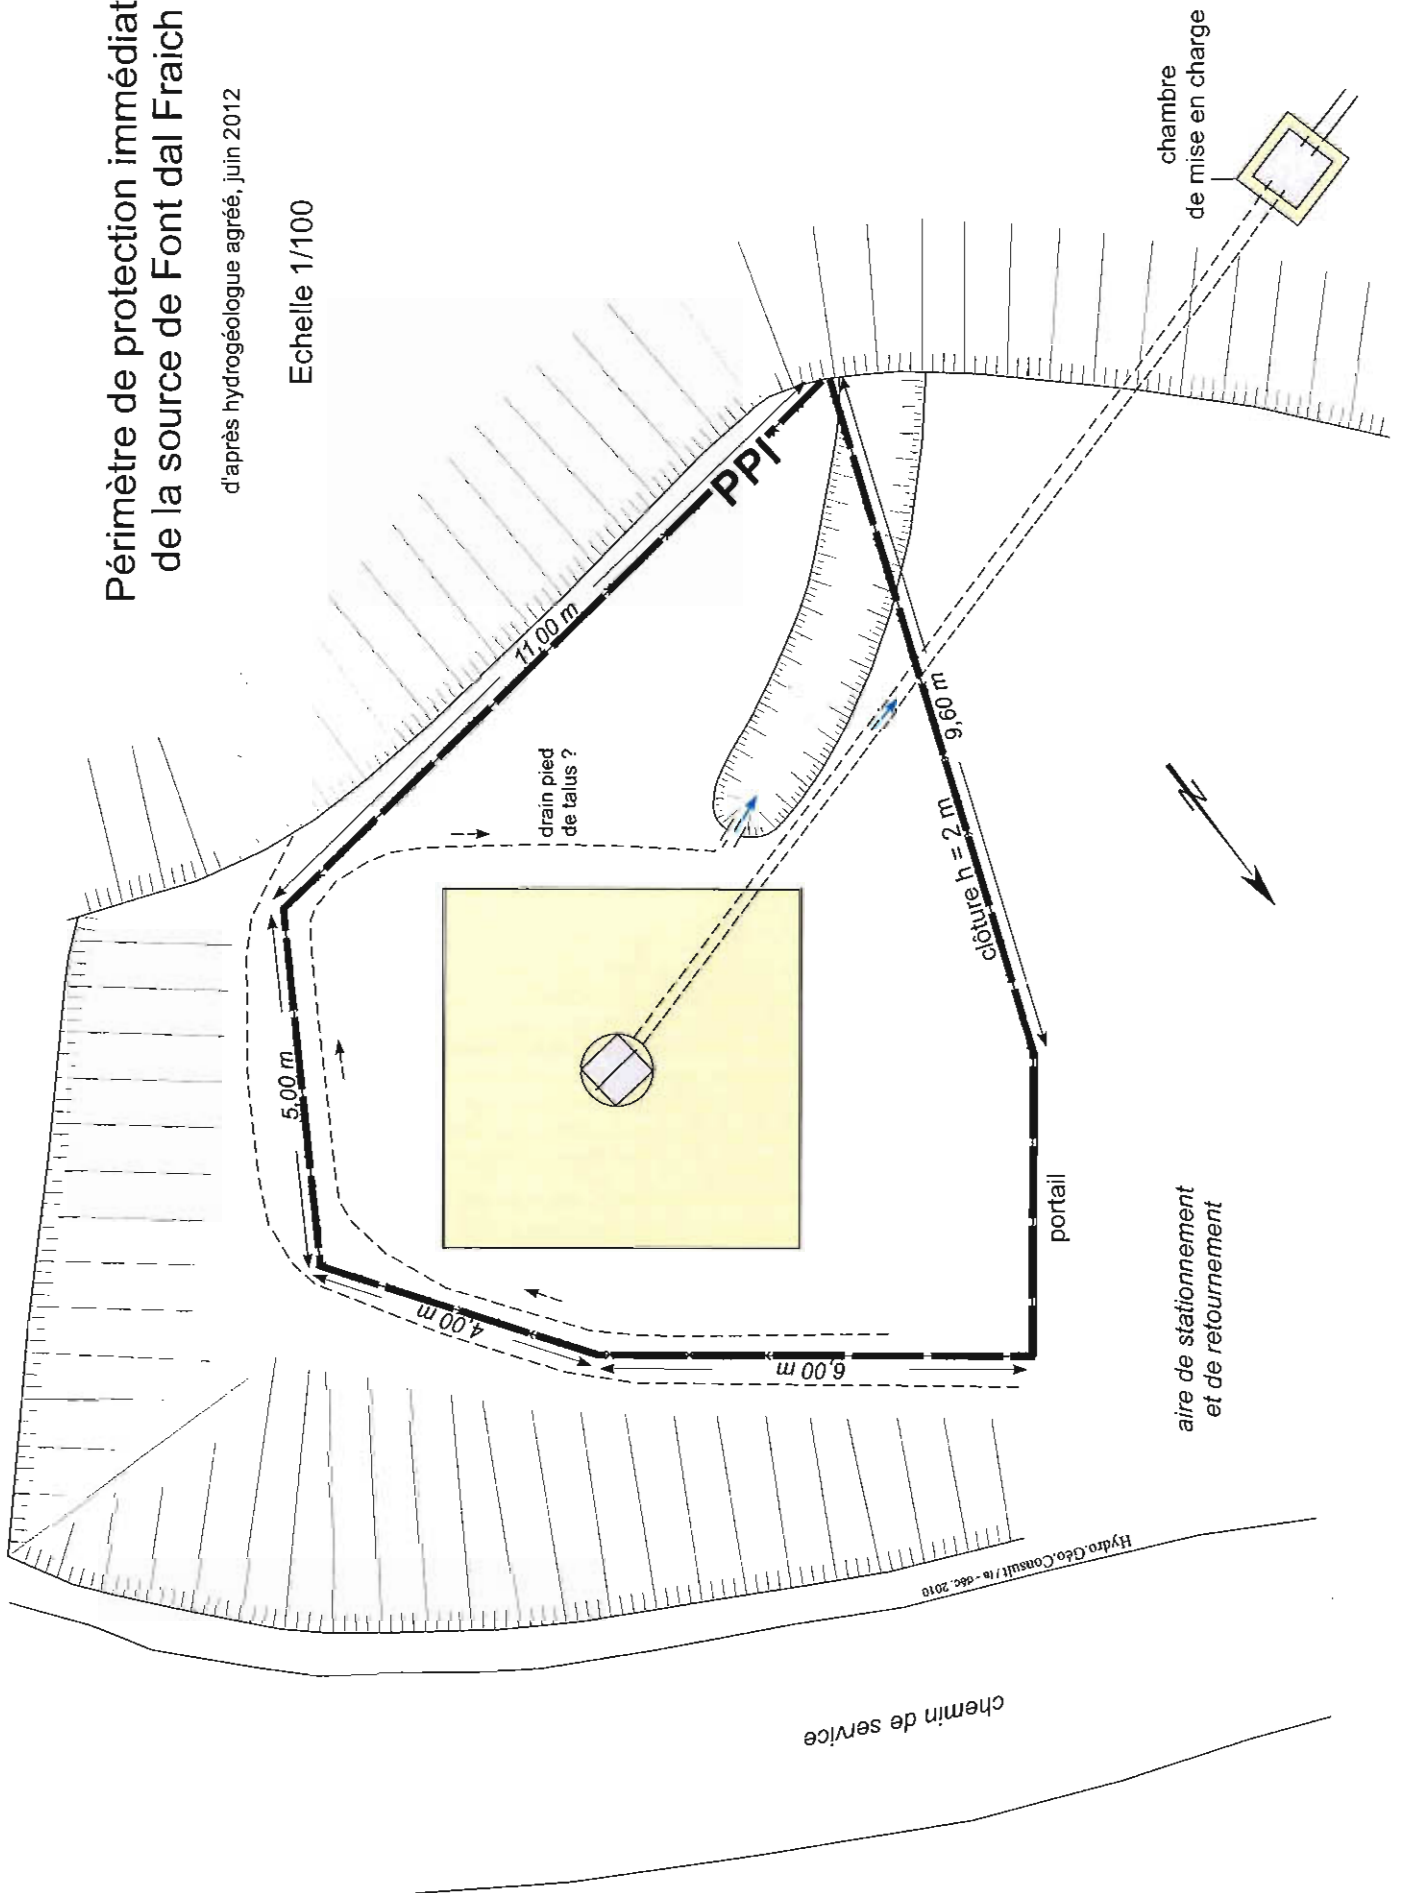 Périmètre de protection immédiat
de la source de Font dal Fraich
d'après hydrogéologue agréé, juin 2012
Echelle 1/100
chambre
de mise en charge
PPI
11,00 m
drain pied
de talus ?
9,60 m
clôture h = 2 m
5,00 m
4,00 m
6,00 m
portail
N
aire de stationnement
et de retournement
Hydro.Géo.Consult / fa - déc. 2010
chemin de service